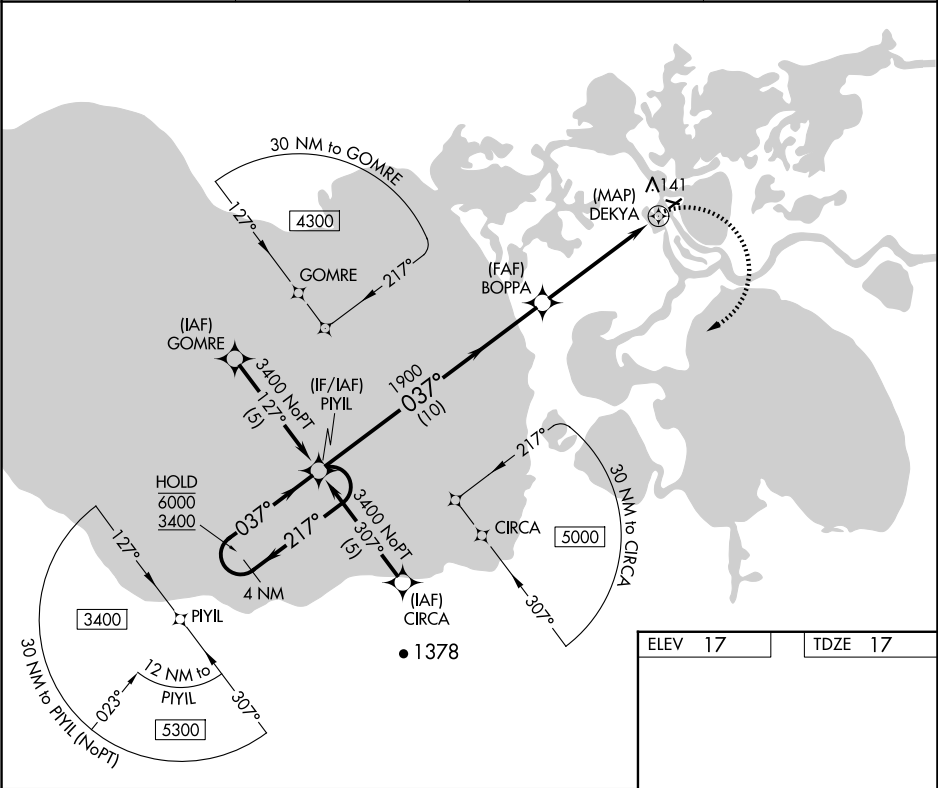 30 NM to GOMRE
127°
4300
217°
GOMRE
141
(MAP)
DEKYA
(FAF)
BOPPA
(IAF)
GOMRE
3400 NoPT
127°
(5)
(IF/IAF)
PIYIL
1900
037°
(10)
HOLD
6000
3400
037°
217°
4 NM
3400 NoPT
307°
(5)
(IAF)
CIRCA
1378
217°
30 NM to CIRCA
CIRCA
5000
307°
127°
3400
PIYIL
12 NM to
PIYIL
023°
307°
5300
30 NM to PIYIL (NoPT)
ELEV 17
TDZE 17